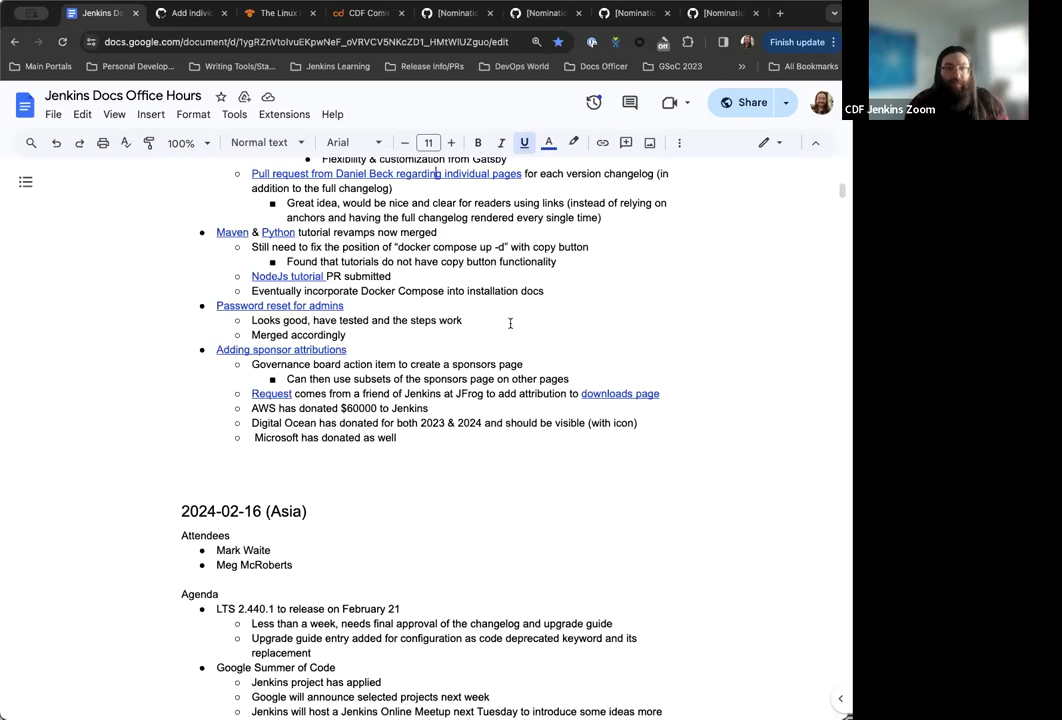 Jenkins Do
Add indivi
The Linux
CDF Comm
[Nominatio
[Nominatio
[Nominatio
[Nominatio
docs.google.com/document/d/1ygRZnVtoIvuEKpwNeF_oVRVCV5NKcZD1_HMtWlUZguo/edit
Off
Finish update
Main Portals
Personal Develop...
Writing Tools/Sta...
Jenkins Learning
Release Info/PRs
DevOps World
Docs Officer
GSoC 2023
All Bookmarks
Jenkins Docs Office Hours
File Edit View Insert Format Tools Extensions Help
Share
CDF Jenkins Zoom
100% Normal text Arial 11 B I U A
Flexibility & customization from Gatsby
Pull request from Daniel Beck regarding individual pages for each version changelog (in
addition to the full changelog)
Great idea, would be nice and clear for readers using links (instead of relying on
anchors and having the full changelog rendered every single time)
Maven & Python tutorial revamps now merged
Still need to fix the position of “docker compose up -d” with copy button
Found that tutorials do not have copy button functionality
NodeJs tutorial PR submitted
Eventually incorporate Docker Compose into installation docs
Password reset for admins
Looks good, have tested and the steps work
Merged accordingly
Adding sponsor attributions
Governance board action item to create a sponsors page
Can then use subsets of the sponsors page on other pages
Request comes from a friend of Jenkins at JFrog to add attribution to downloads page
AWS has donated $60000 to Jenkins
Digital Ocean has donated for both 2023 & 2024 and should be visible (with icon)
Microsoft has donated as well
2024-02-16 (Asia)
Attendees
Mark Waite
Meg McRoberts
Agenda
LTS 2.440.1 to release on February 21
Less than a week, needs final approval of the changelog and upgrade guide
Upgrade guide entry added for configuration as code deprecated keyword and its
replacement
Google Summer of Code
Jenkins project has applied
Google will announce selected projects next week
Jenkins will host a Jenkins Online Meetup next Tuesday to introduce some ideas more